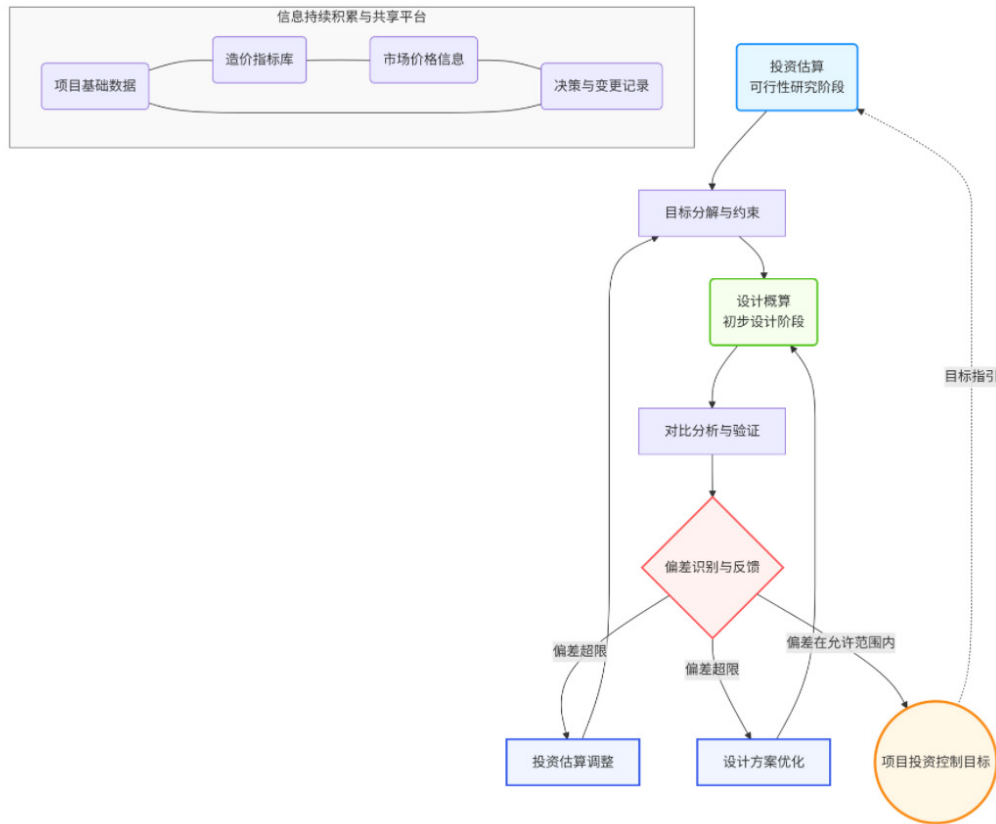 信息持续积累与共享平台
造价指标库
市场价格信息
项目基础数据
决策与变更记录
投资估算
可行性研究阶段
目标分解与约束
设计概算
初步设计阶段
目标指引
对比分析与验证
偏差识别与反馈
偏差超限
偏差超限
偏差在允许范围内
投资估算调整
设计方案优化
项目投资控制目标